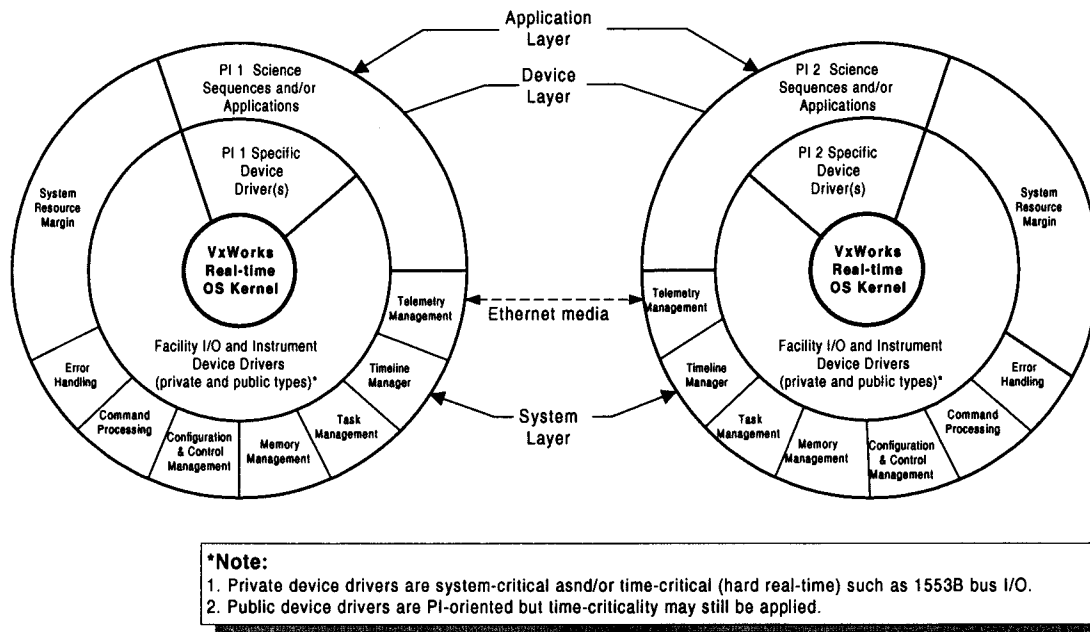 Application
Layer
Device
Layer
PI 1 Science
Sequences and/or
Applications
PI 1 Specific
Device
Driver(s)
System
Resource
Margin
VxWorks
Real-time
OS Kernel
Telemetry
Management
Facility I/O and Instrument
Device Drivers
(private and public types)*
Timeline
Manager
Error
Handling
Command
Processing
Configuration
& Control
Management
Memory
Management
Task
Management
Ethernet media
System
Layer
PI 2 Science
Sequences and/or
Applications
PI 2 Specific
Device
Driver(s)
System
Resource
Margin
VxWorks
Real-time
OS Kernel
Telemetry
Management
Facility I/O and Instrument
Device Drivers
(private and public types)*
Timeline
Manager
Task
Management
Memory
Management
Configuration
& Control
Management
Command
Processing
Error
Handling
*Note:
1. Private device drivers are system-critical asnd/or time-critical (hard real-time) such as 1553B bus I/O.
2. Public device drivers are PI-oriented but time-criticality may still be applied.